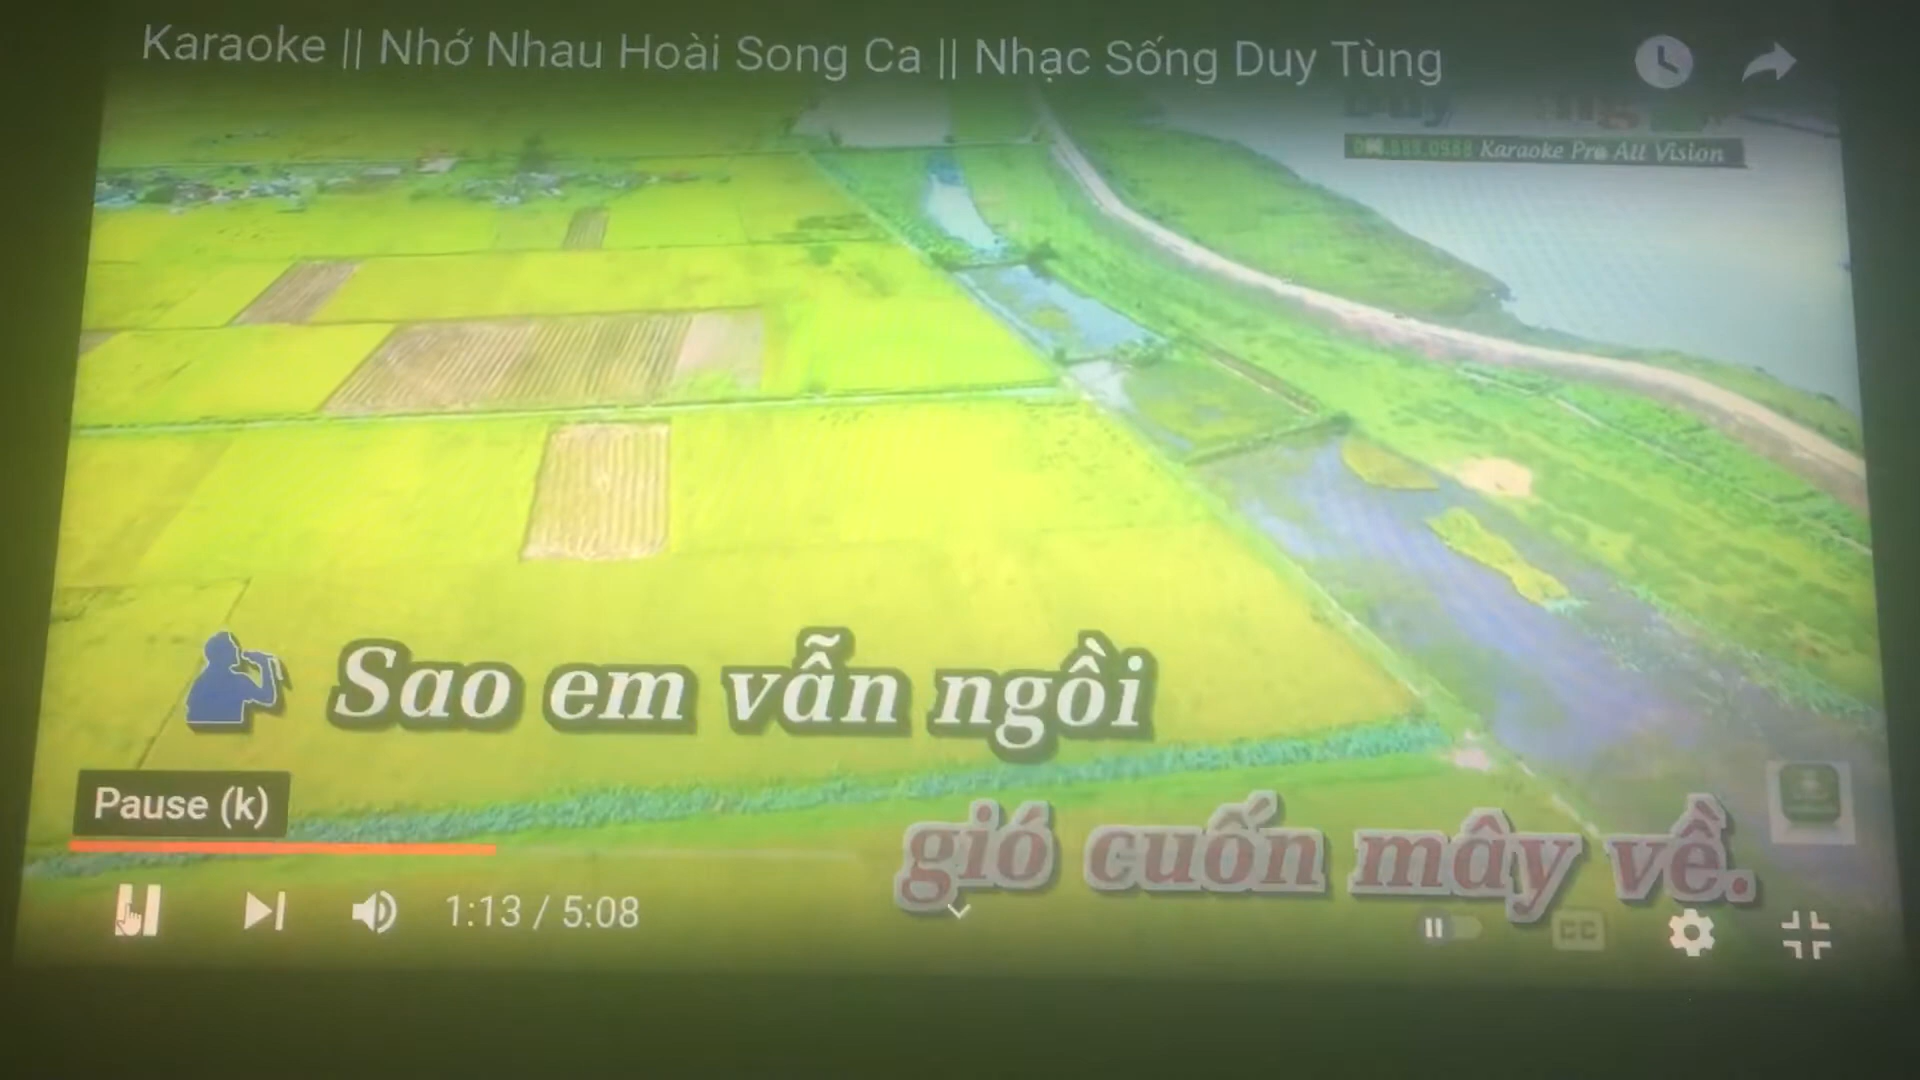 Karaoke || Nhớ Nhau Hoài Song Ca || Nhạc Sống Duy Tùng
Karaoke Pro All Vision
Sao em vẫn ngồi
gió cuốn mây về.
Pause (k)
1:13 / 5:08
CC